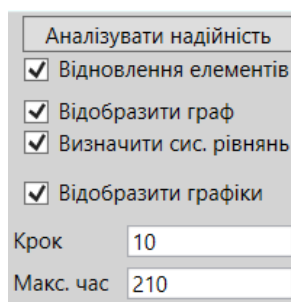 Аналізувати надійність
Відновлення елементів
Відобразити граф
Визначити сис. рівнянь
Відобразити графіки
Крок 10
Макс. час 210